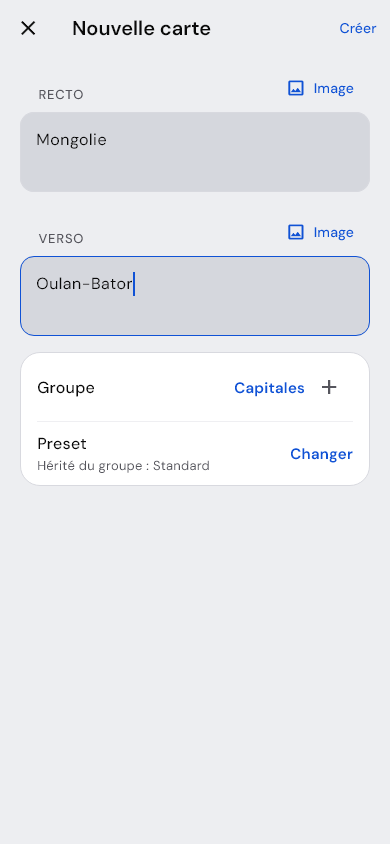 Nouvelle carte
Créer
RECTO
Image
Mongolie
VERSO
Image
Oulan-Bator
Groupe
Capitales
Preset
Hérité du groupe : Standard
Changer